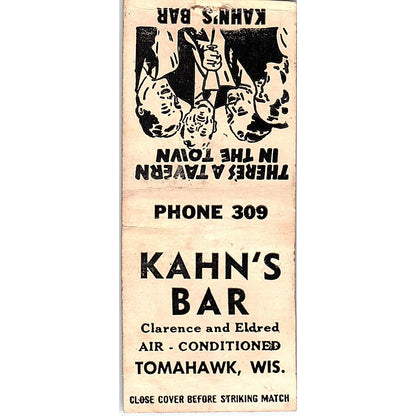 KAHN'S BAR
THERE'S A TAVERN
IN THE TOWN
PHONE 309
KAHN'S
BAR
Clarence and Eldred
AIR - CONDITIONED
TOMAHAWK, WIS.
CLOSE COVER BEFORE STRIKING MATCH